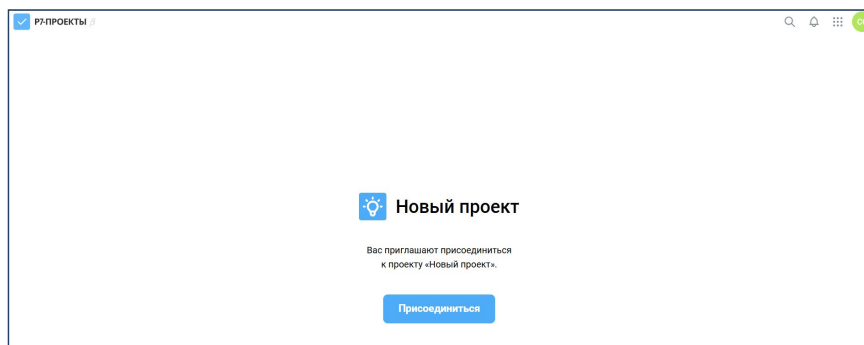 Р7-ПРОЕКТЫ β
Новый проект
Вас приглашают присоединиться
к проекту «Новый проект».
Присоединиться